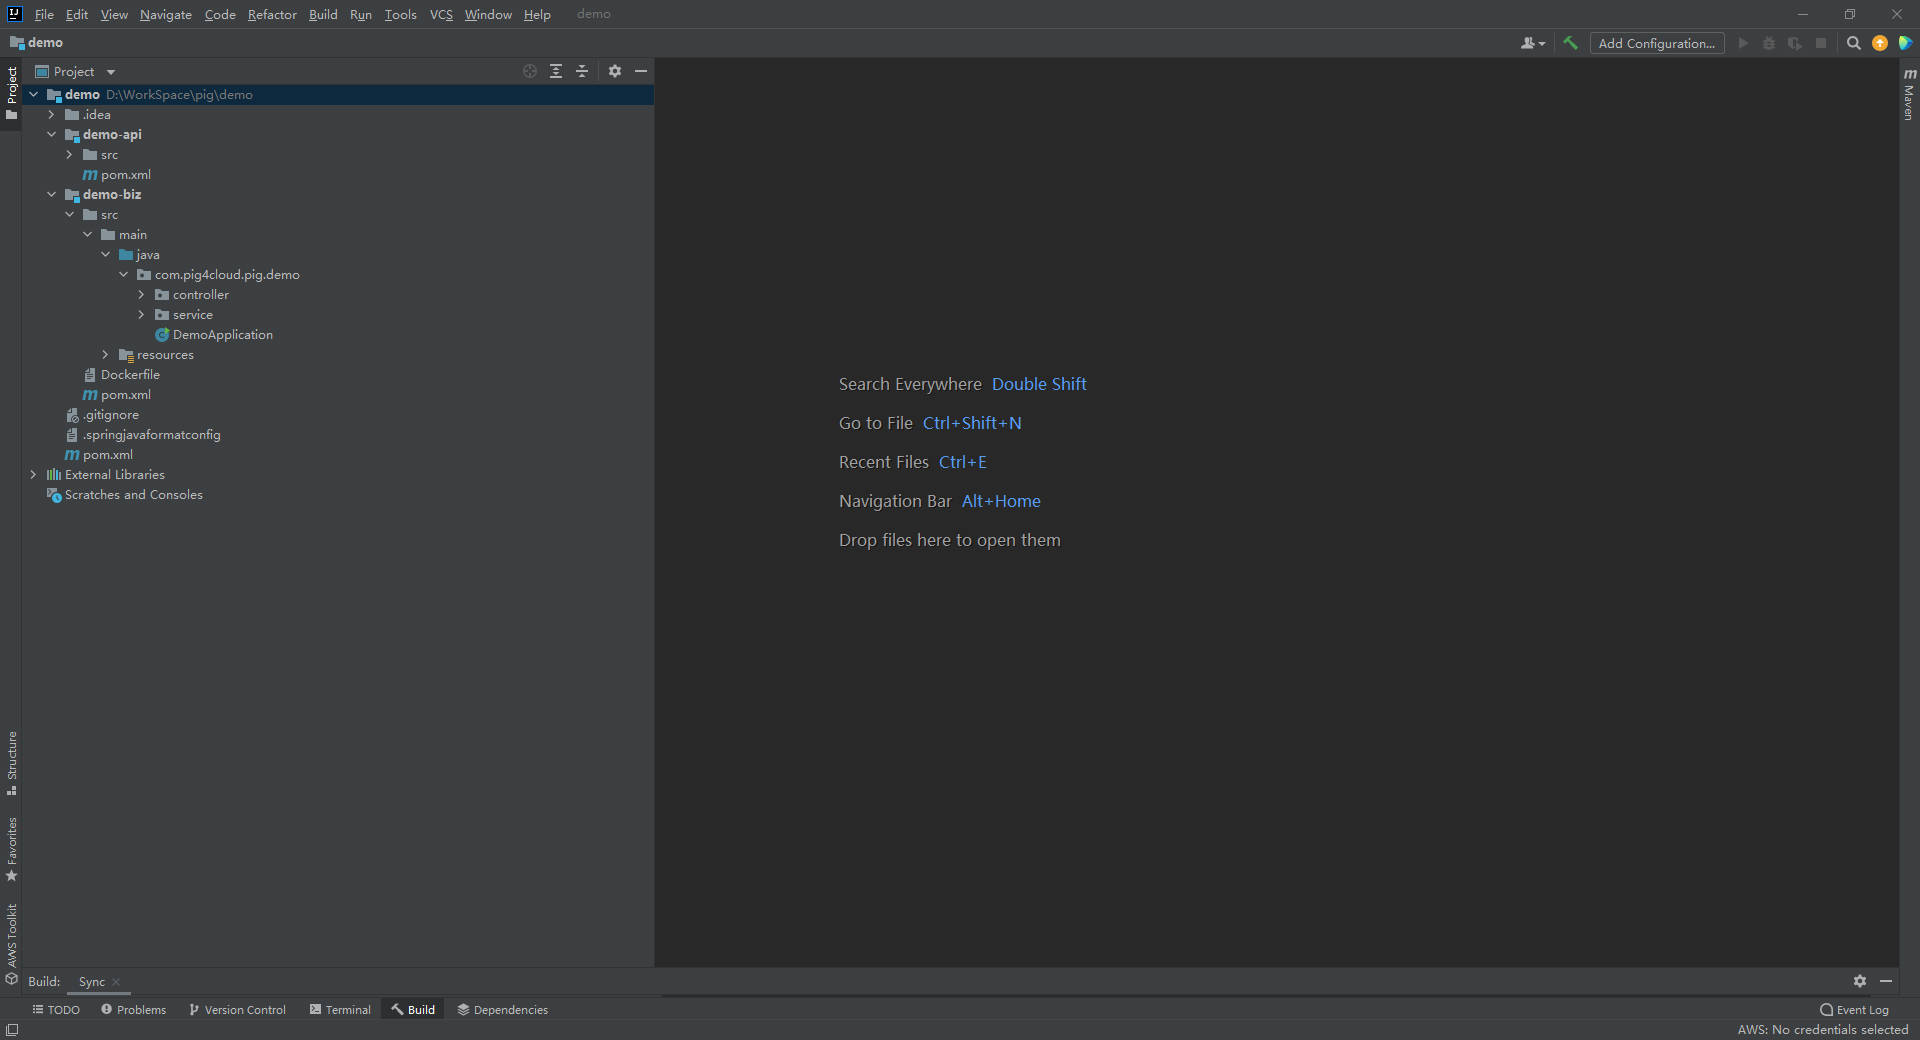 File Edit View Navigate Code Refactor Build Run Tools VCS Window Help demo
demo
Add Configuration...
Project
Project
demo D:\WorkSpace\pig\demo
.idea
demo-api
src
m pom.xml
demo-biz
src
main
java
com.pig4cloud.pig.demo
controller
service
DemoApplication
resources
Dockerfile
m pom.xml
.gitignore
.springjavaformatconfig
m pom.xml
External Libraries
Scratches and Consoles
Search Everywhere Double Shift
Go to File Ctrl+Shift+N
Recent Files Ctrl+E
Navigation Bar Alt+Home
Drop files here to open them
m Maven
Structure
Favorites
AWS Toolkit
Build: Sync
TODO Problems Version Control Terminal Build Dependencies Event Log
AWS: No credentials selected